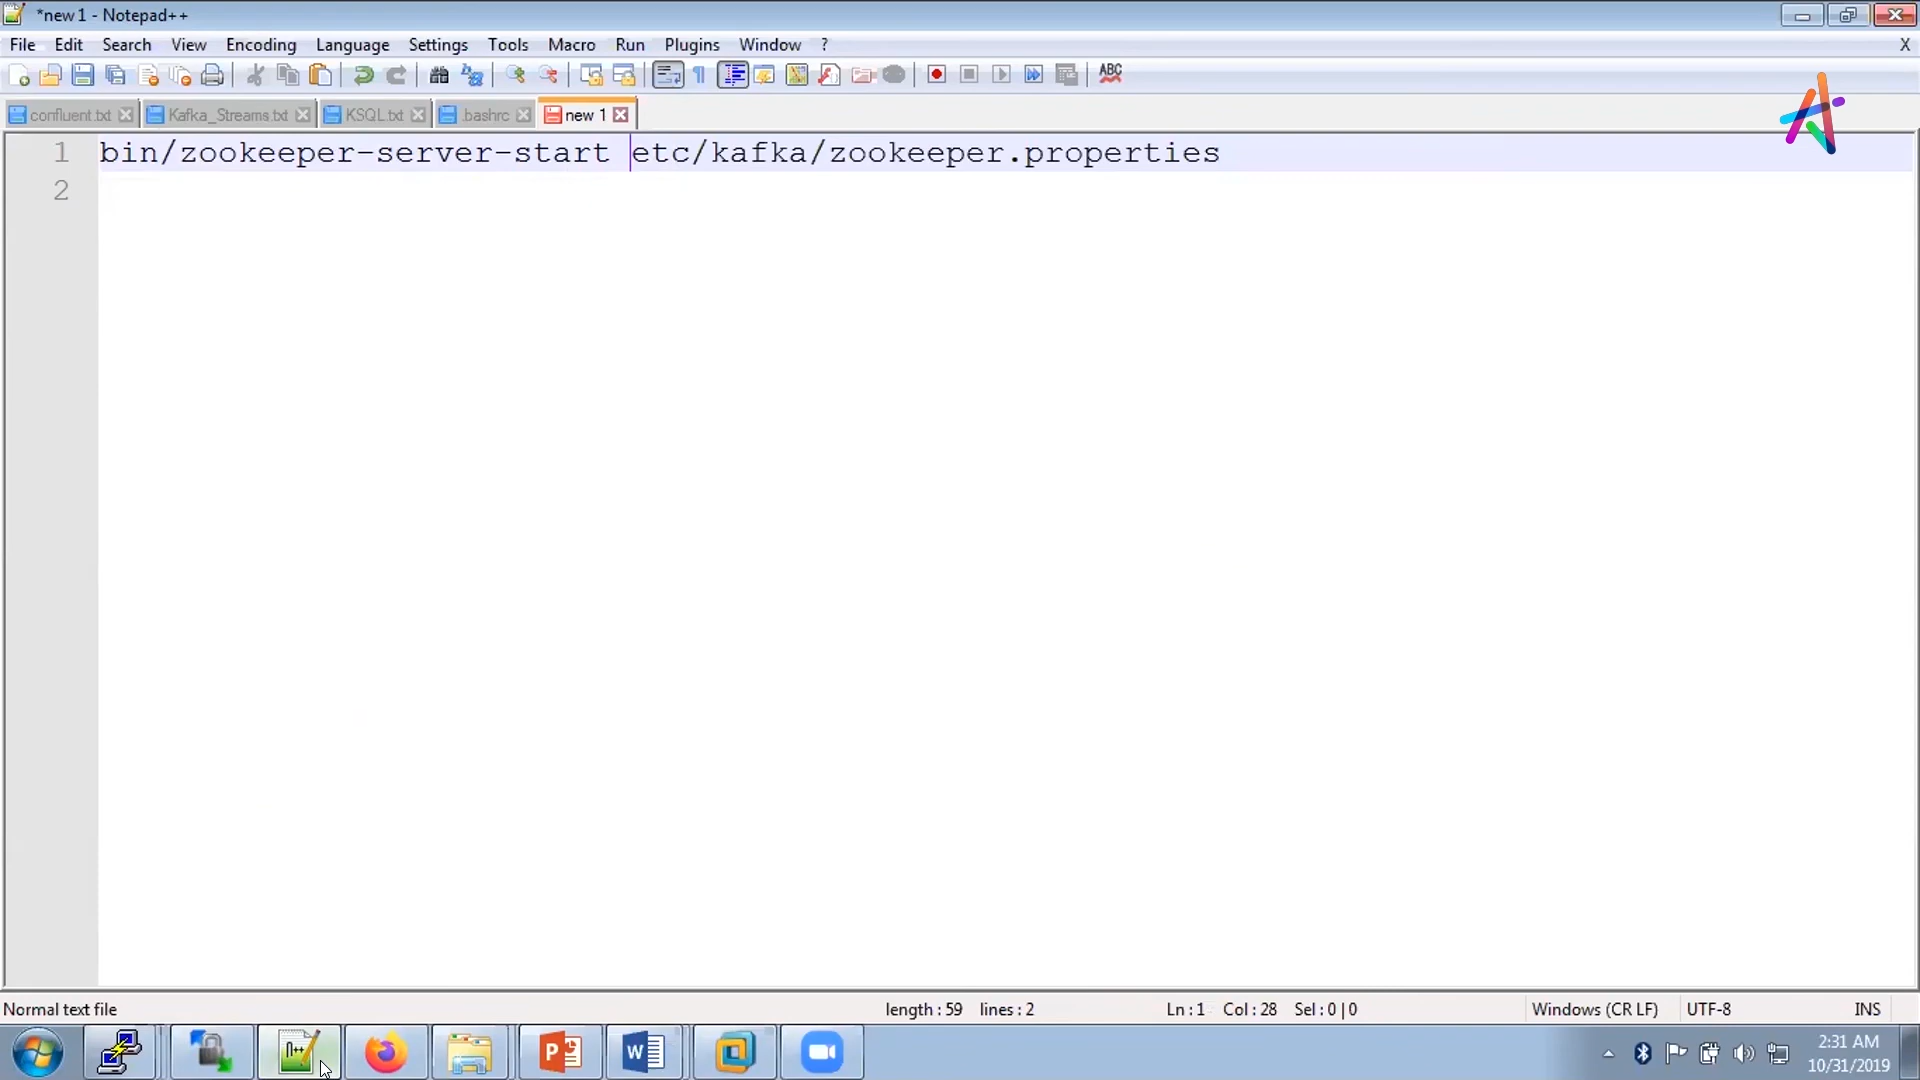 *new 1 - Notepad++
File Edit Search View Encoding Language Settings Tools Macro Run Plugins Window ? X
ABC
confluent.txt Kafka_Streams.txt KSQL.txt .bashrc new 1
1 bin/zookeeper-server-start etc/kafka/zookeeper.properties
2
Normal text file length : 59 lines : 2 Ln : 1 Col : 28 Sel : 0 | 0 Windows (CR LF) UTF-8 INS
2:31 AM
10/31/2019